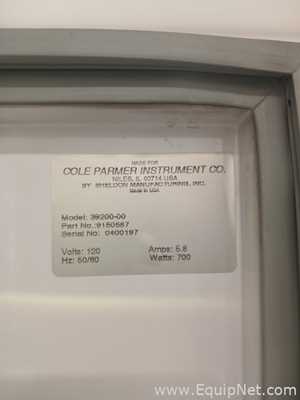 MADE FOR
COLE PARMER INSTRUMENT CO.
NILES, IL 60714 USA
BY SHELDON MANUFACTURING, INC.
Made in USA
Model: 39200-00
Part No.:9150567
Serial No: 0400197
Volts: 120 Amps: 5.8
Hz: 50/60 Watts: 700
www.EquipNet.com